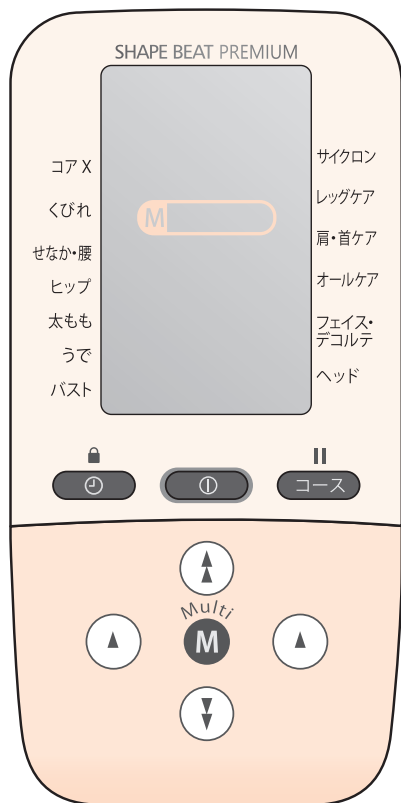 SHAPE BEAT PREMIUM
コア X
くびれ
せなか・腰
ヒップ
太もも
うで
バスト
M
サイクロン
レッグケア
肩・首ケア
オールケア
フェイス・
デコルテ
ヘッド
コース
Multi
M